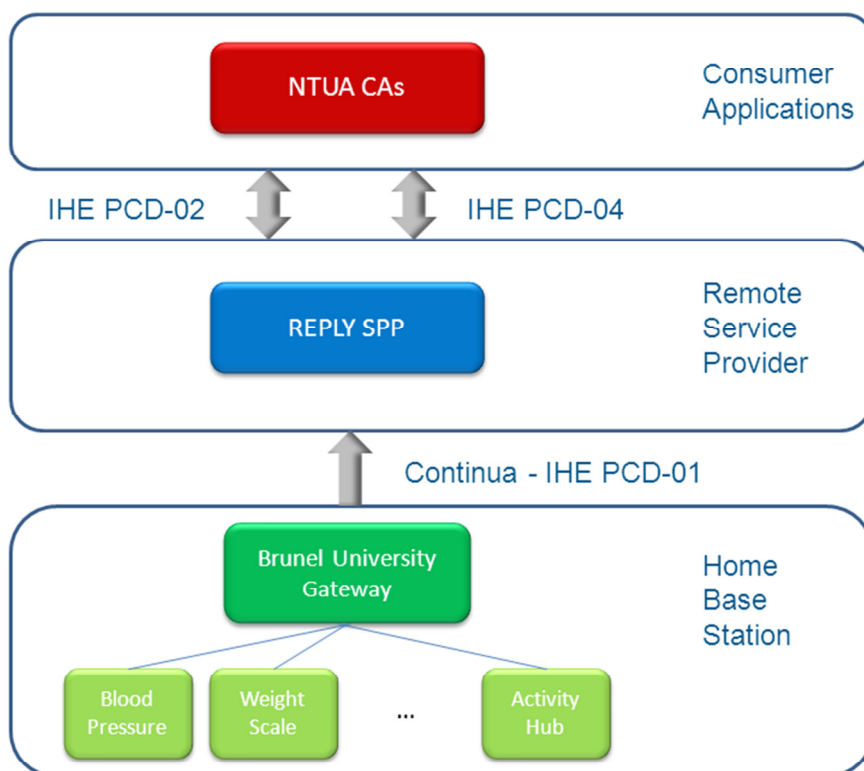 NTUA CAs
Consumer
Applications
IHE PCD-02
IHE PCD-04
REPLY SPP
Remote
Service
Provider
Continua - IHE PCD-01
Brunel University
Gateway
Home
Base
Station
Blood
Pressure
Weight
Scale
...
Activity
Hub